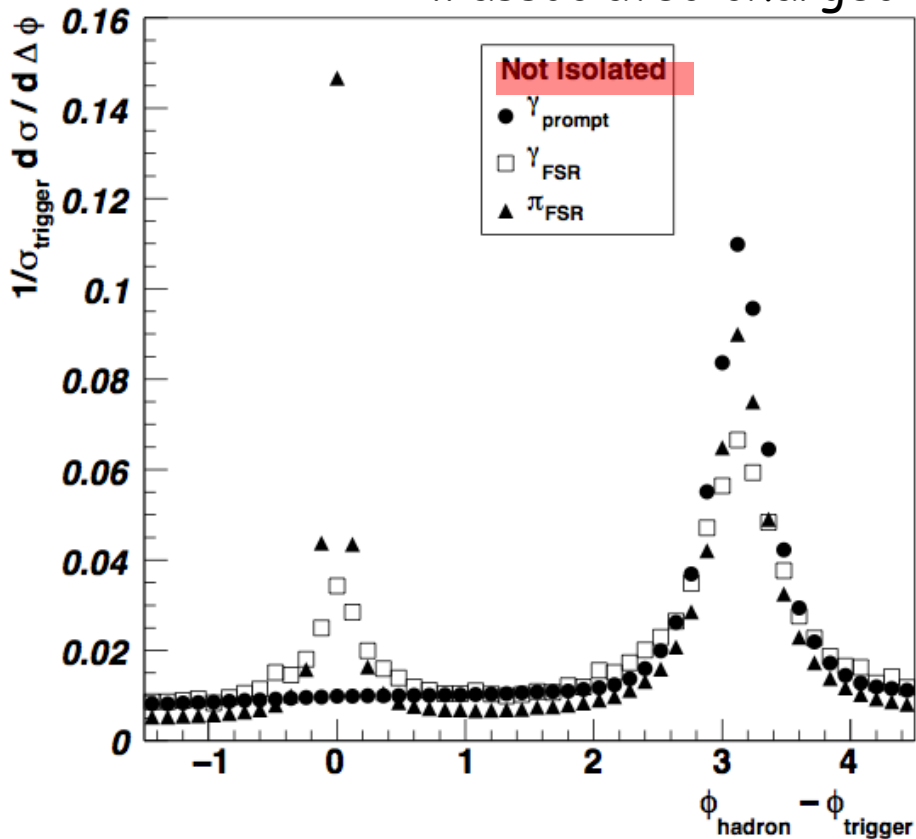 0.16
0.14
0.12
0.1
0.08
0.06
0.04
0.02
0
1/σtrigger d σ / d Δ ϕ
Not Isolated
γprompt
γFSR
πFSR
−1 0 1 2 3 4
ϕhadron − ϕtrigger